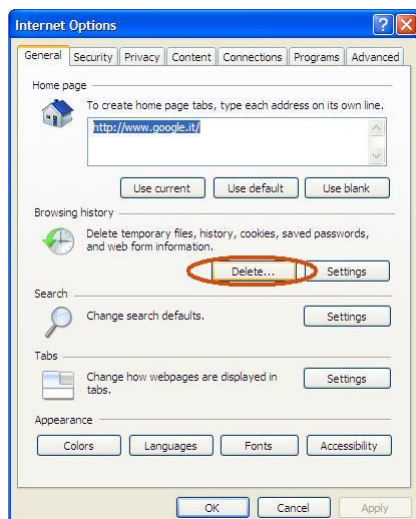 Internet Options
General Security Privacy Content Connections Programs Advanced
Home page
To create home page tabs, type each address on its own line.
http://www.google.it/
Use current Use default Use blank
Browsing history
Delete temporary files, history, cookies, saved passwords,
and web form information.
Delete... Settings
Search
Change search defaults. Settings
Tabs
Change how webpages are displayed in
tabs. Settings
Appearance
Colors Languages Fonts Accessibility
OK Cancel Apply